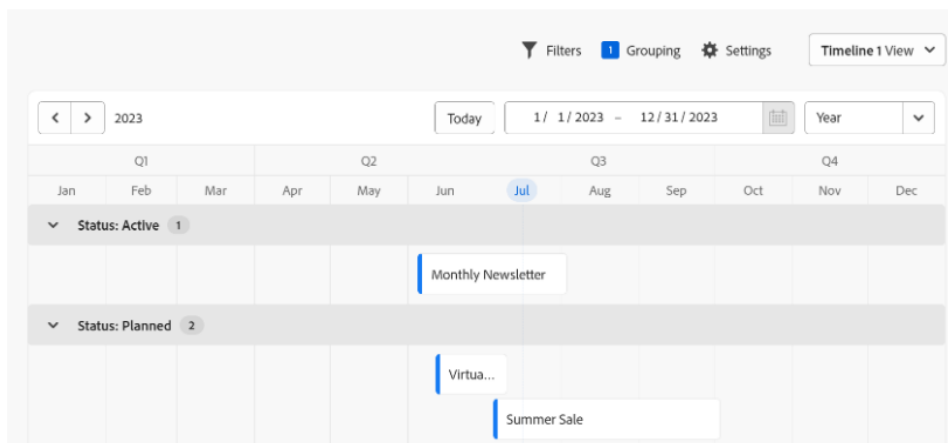 Filters 1 Grouping Settings Timeline 1 View
2023 Today 1/ 1/2023 – 12/31/2023 Year
Q1 Q2 Q3 Q4
Jan Feb Mar Apr May Jun Jul Aug Sep Oct Nov Dec
Status: Active 1
Monthly Newsletter
Status: Planned 2
Virtua...
Summer Sale